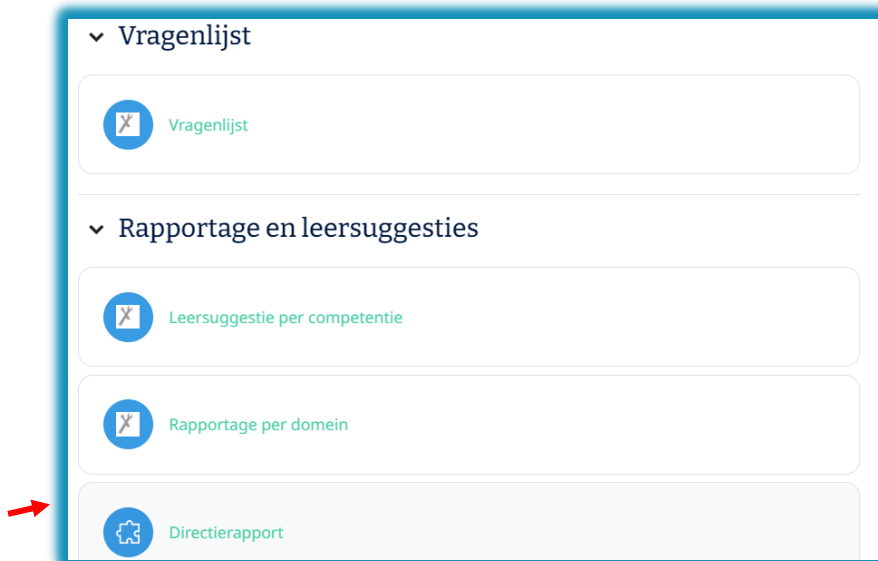 Vragenlijst
Vragenlijst
Rapportage en leersuggesties
Leersuggestie per competentie
Rapportage per domein
Directierapport